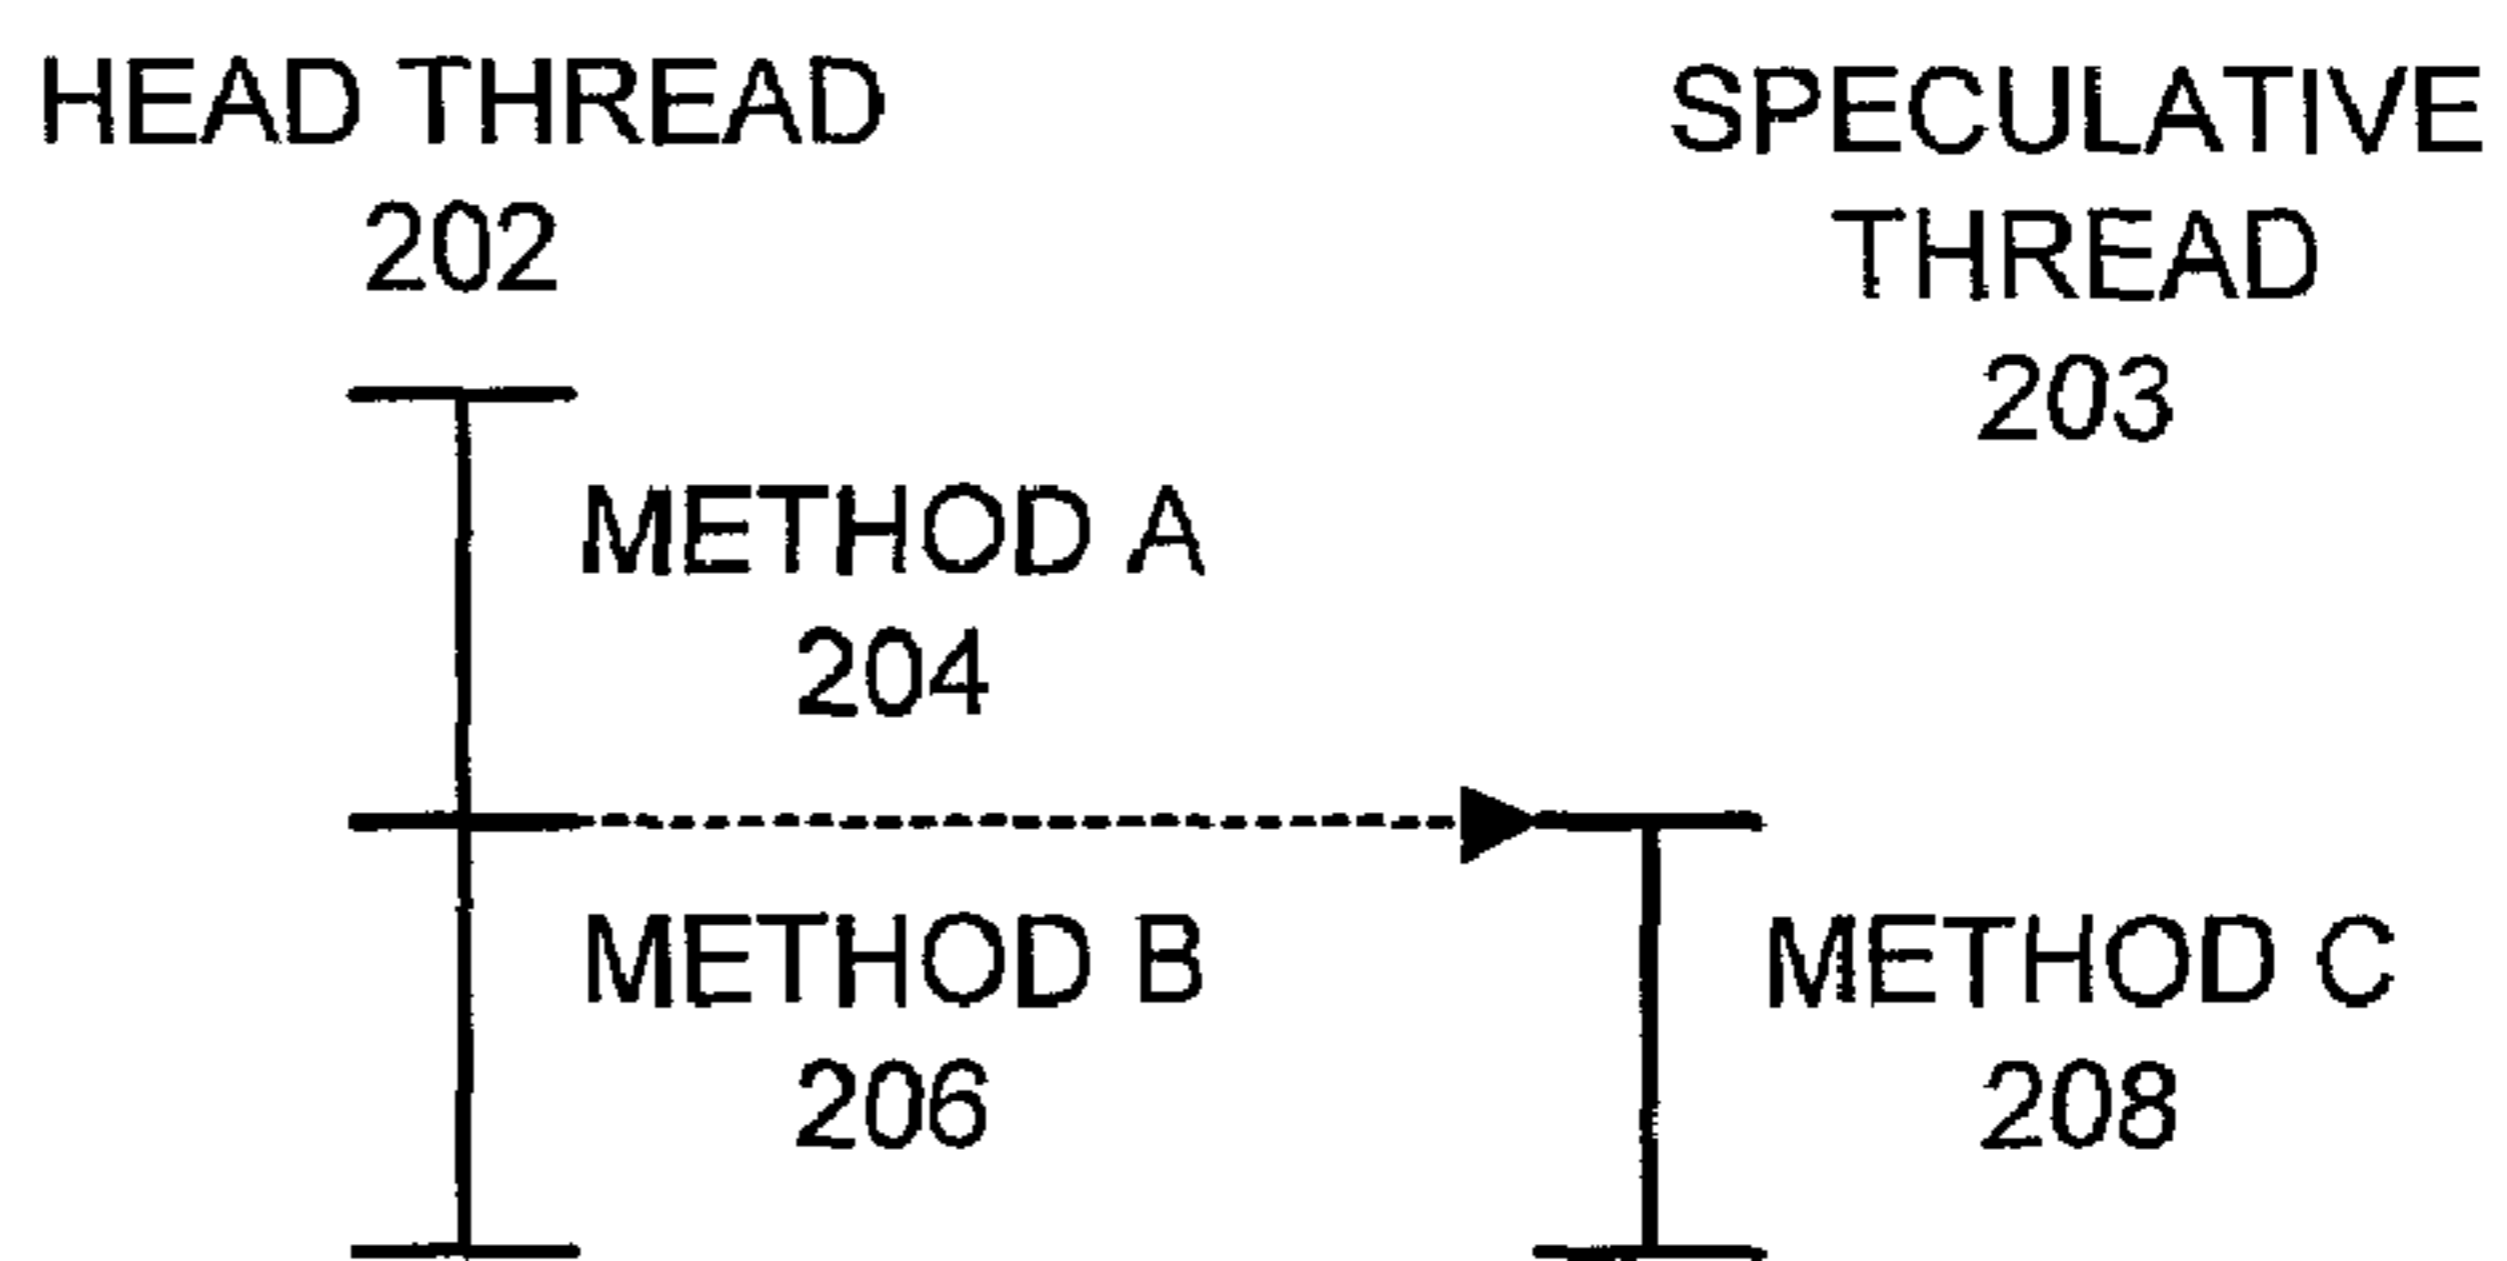 HEAD THREAD
202
SPECULATIVE
THREAD
203
METHOD A
204
METHOD B
206
METHOD C
208